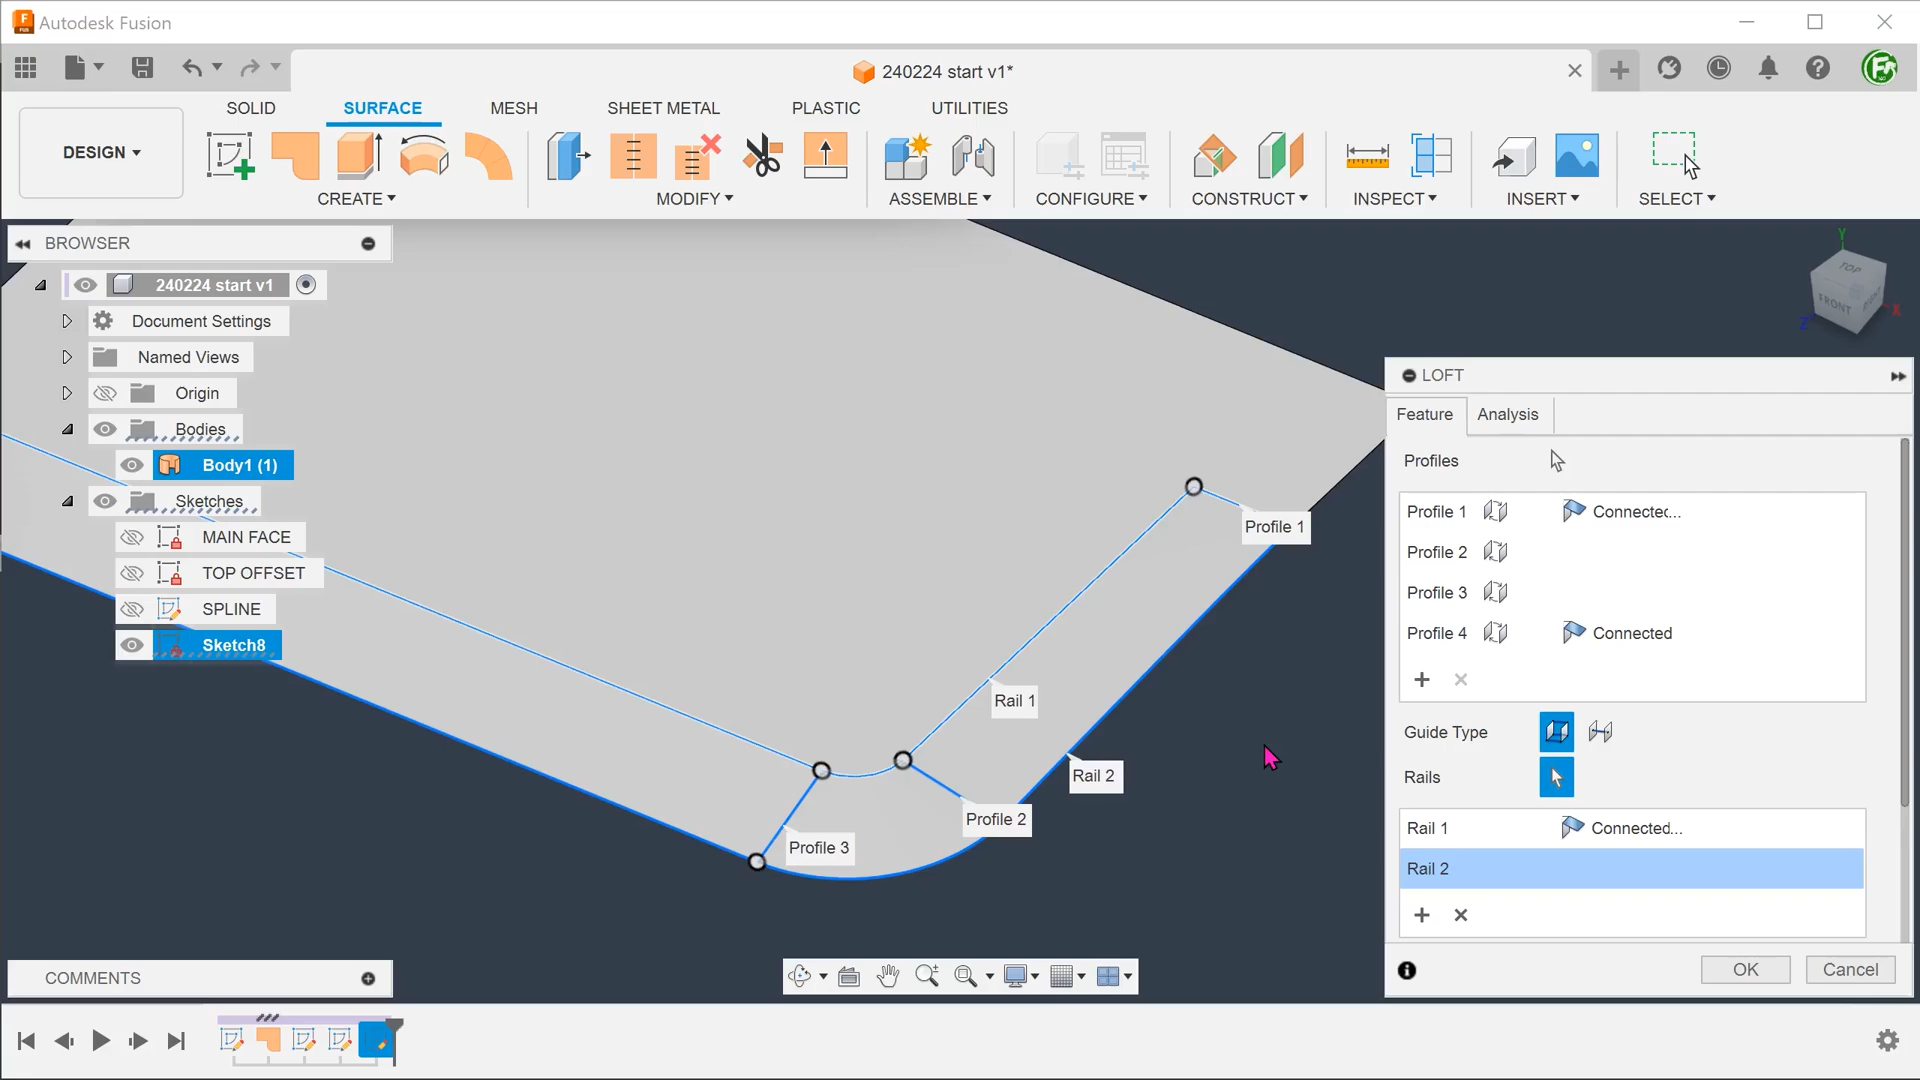 Autodesk Fusion
240224 start v1*
SOLID
SURFACE
MESH
SHEET METAL
PLASTIC
UTILITIES
DESIGN
CREATE
MODIFY
ASSEMBLE
CONFIGURE
CONSTRUCT
INSPECT
INSERT
SELECT
BROWSER
240224 start v1
Document Settings
Named Views
Origin
Bodies
Body1 (1)
Sketches
MAIN FACE
TOP OFFSET
SPLINE
Sketch8
Y
TOP
FRONT
RIGHT
X
Z
Profile 1
Rail 1
Rail 2
Profile 2
Profile 3
LOFT
Feature
Analysis
Profiles
Profile 1 Connectec...
Profile 2
Profile 3
Profile 4 Connected
Guide Type
Rails
Rail 1 Connected...
Rail 2
OK
Cancel
COMMENTS